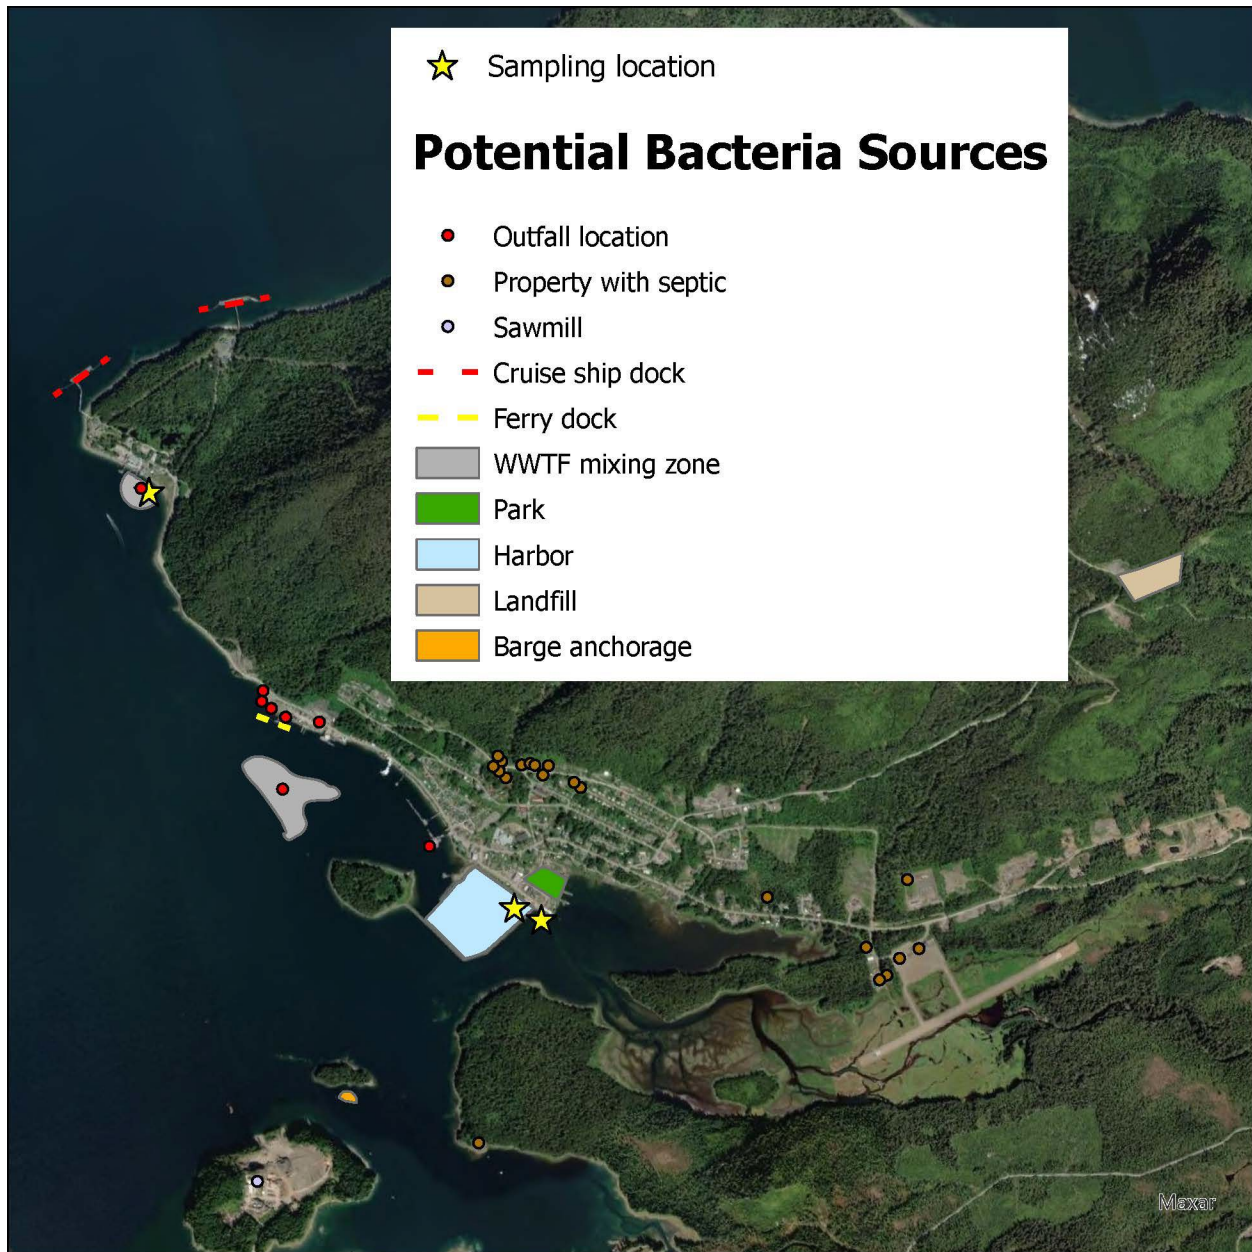 Sampling location
Potential Bacteria Sources
Outfall location
Property with septic
Sawmill
Cruise ship dock
Ferry dock
WWTF mixing zone
Park
Harbor
Landfill
Barge anchorage
Maxar